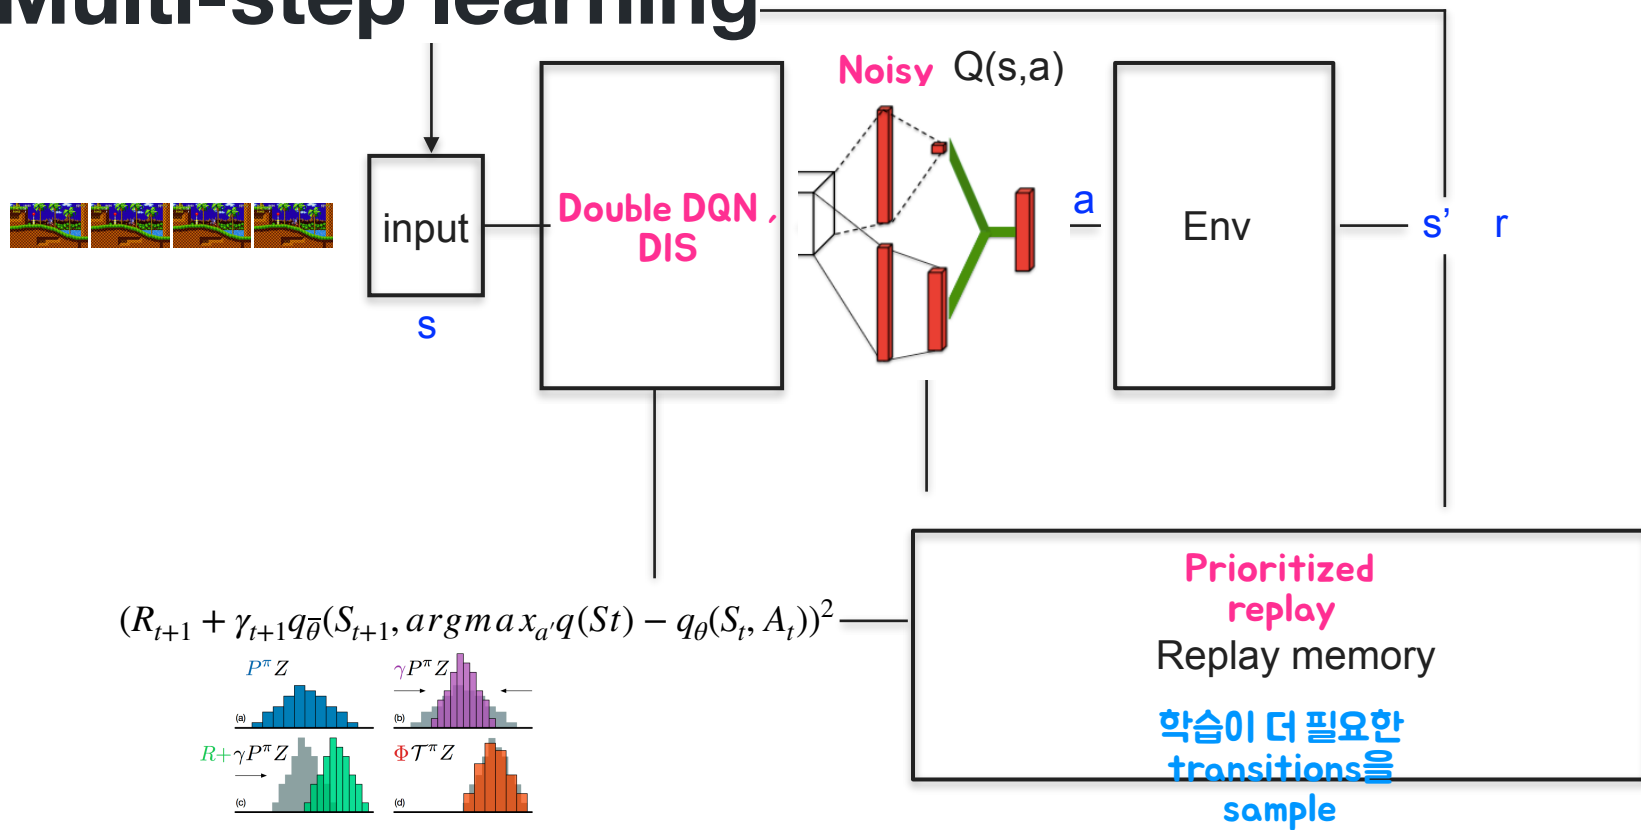 Multi-step learning
Noisy Q(s,a)
input
Double DQN ,
DIS
a
Env
s’ r
s
(R_{t+1} + γ_{t+1}q_{\overline{θ}}(S_{t+1}, argmax_{a′}q(St) − q_θ(S_t, A_t))^2
Prioritized
replay
Replay memory
학습이 더 필요한
transitions을
sample
P^π Z
γP^π Z
(a)
(b)
R+γP^π Z
ΦT^π Z
(c)
(d)